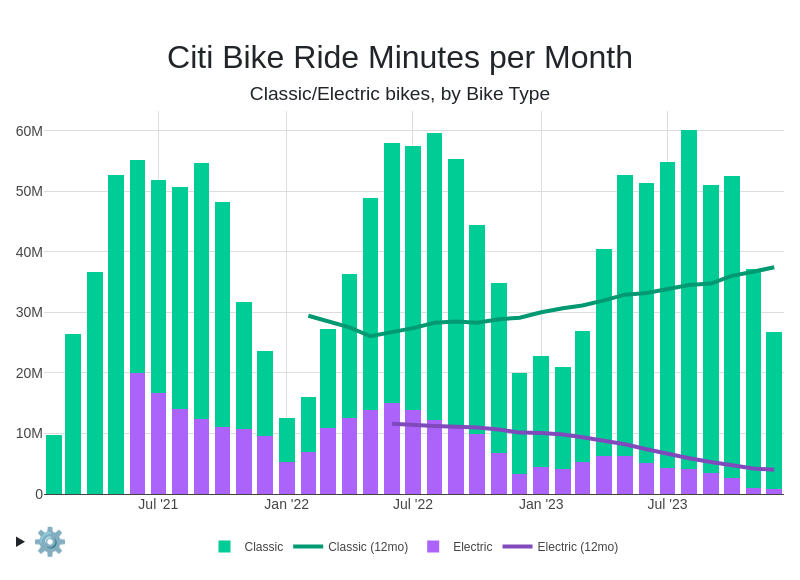 Citi Bike Ride Minutes per Month
Classic/Electric bikes, by Bike Type
60M
50M
40M
30M
20M
10M
0
Jul '21 Jan '22 Jul '22 Jan '23 Jul '23
Classic Classic (12mo) Electric Electric (12mo)